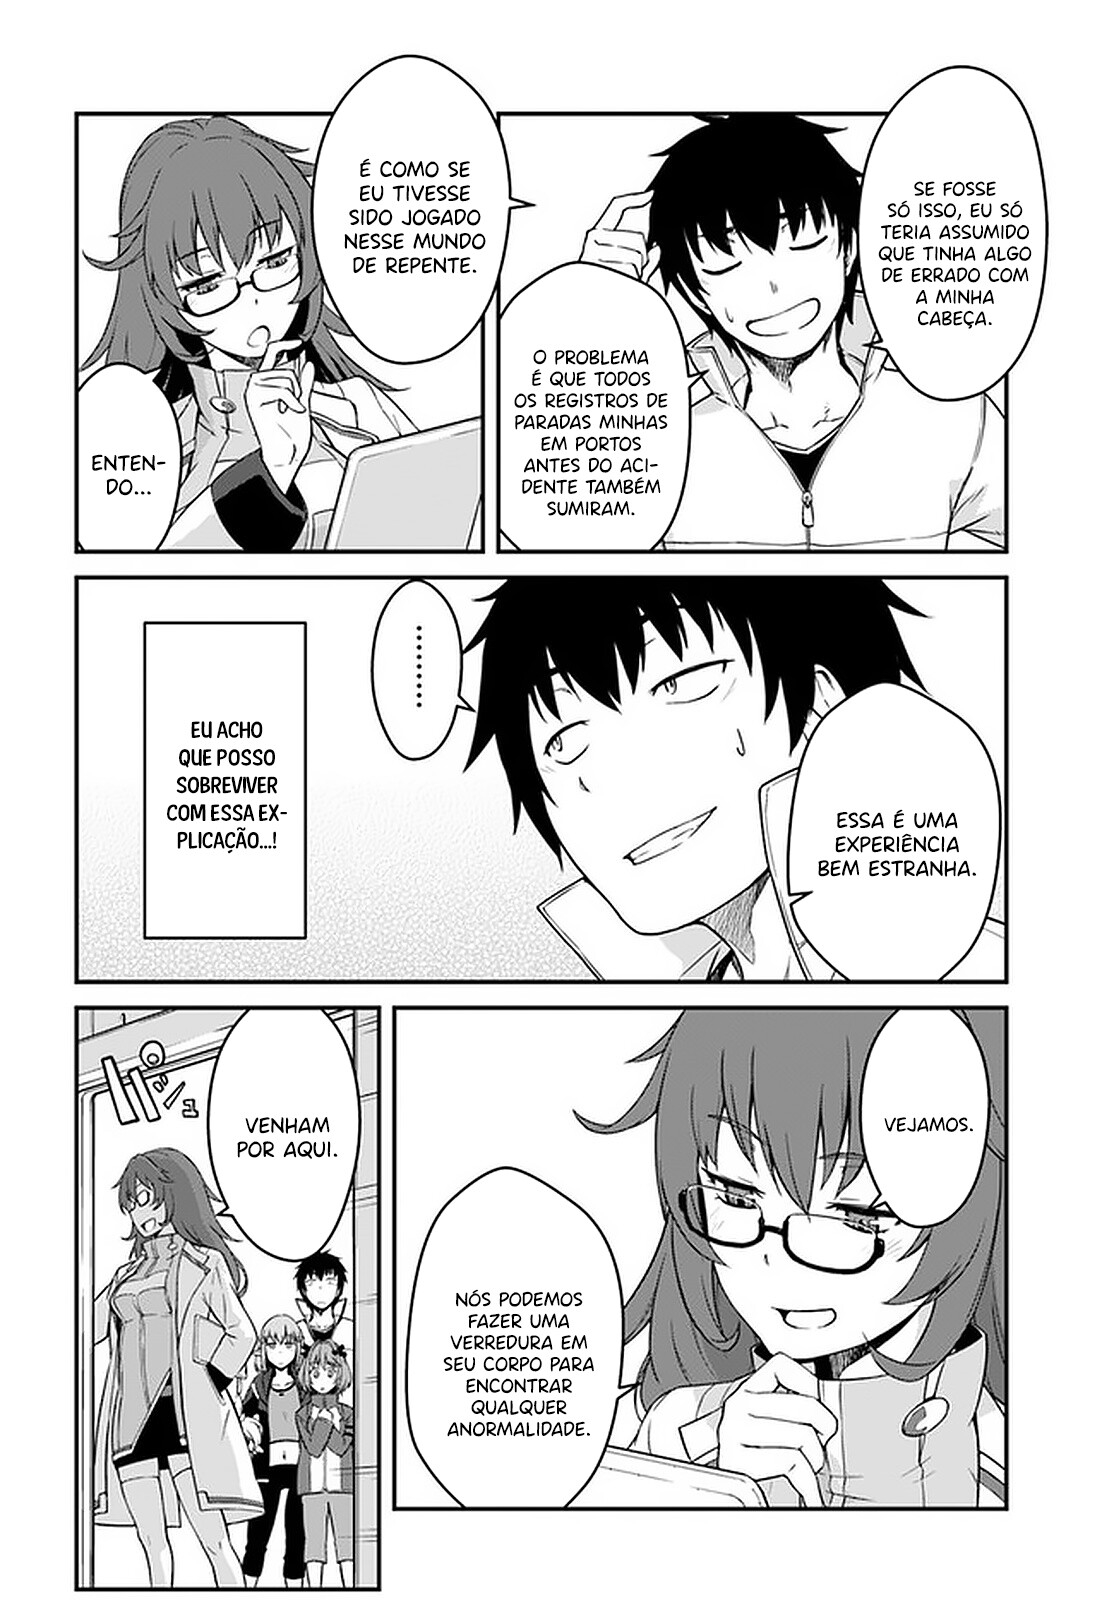 SE FOSSE
SÓ ISSO, EU SÓ
TERIA ASSUMIDO
QUE TINHA ALGO
DE ERRADO COM
A MINHA
CABEÇA.
O PROBLEMA
É QUE TODOS
OS REGISTROS DE
PARADAS MINHAS
EM PORTOS
ANTES DO ACI-
DENTE TAMBÉM
SUMIRAM.
É COMO SE
EU TIVESSE
SIDO JOGADO
NESSE MUNDO
DE REPENTE.
ENTEN-
DO...
ESSA É UMA
EXPERIÊNCIA
BEM ESTRANHA.
.........
EU ACHO
QUE POSSO
SOBREVIVER
COM ESSA EX-
PLICAÇÃO...!
VEJAMOS.
NÓS PODEMOS
FAZER UMA
VERREDURA EM
SEU CORPO PARA
ENCONTRAR
QUALQUER
ANORMALIDADE.
VENHAM
POR AQUI.
パシュ